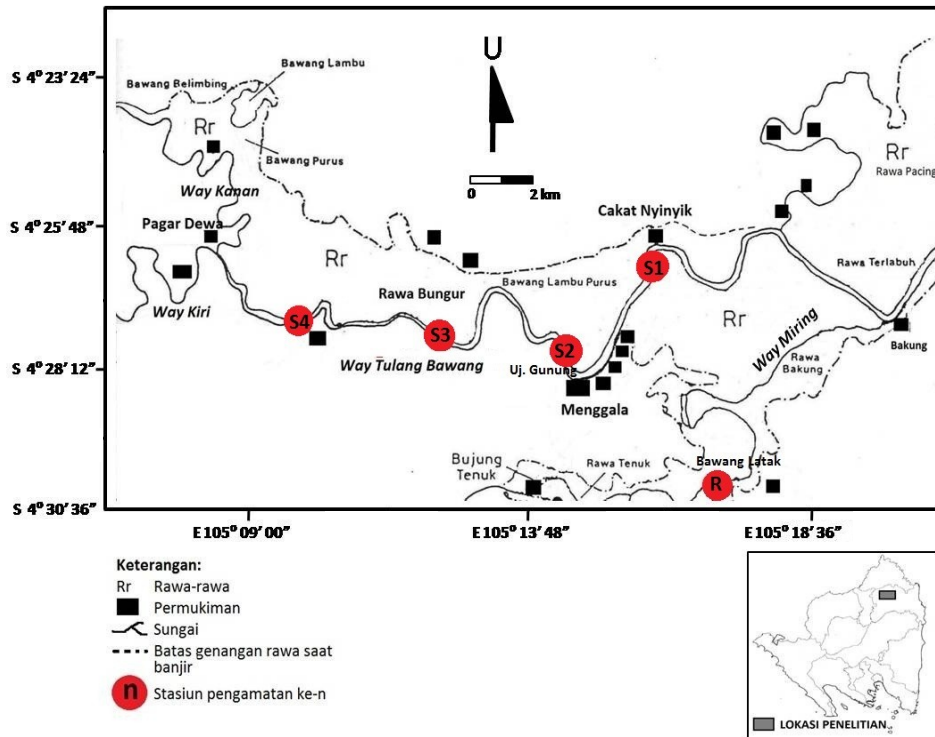 U
S 4° 23’ 24”
S 4° 25’ 48”
S 4° 28’ 12”
S 4° 30’ 36”
Bawang Lambu
Bawang Belimbing
Rr
Bawang Purus
Way Kanan
0 2 km
Rr
Rawa Pacing
Pagar Dewa
Cakat Nyinyik
Rr
S1
Rawa Terlabuh
Way Kiri
Rawa Bungur
Bawang Lambu Purus
Rr
S4
S3
S2
Way Miring
Bakung
Way Tulang Bawang
Uj. Gunung
Rawa
Bakung
Menggala
Bujung
Tenuk
Rawa Tenuk
Bawang Latak
R
E 105° 09’ 00”
E 105° 13’ 48”
E 105° 18’ 36”
Keterangan:
Rr Rawa-rawa
Permukiman
Sungai
Batas genangan rawa saat
banjir
n Stasiun pengamatan ke-n
LOKASI PENELITIAN